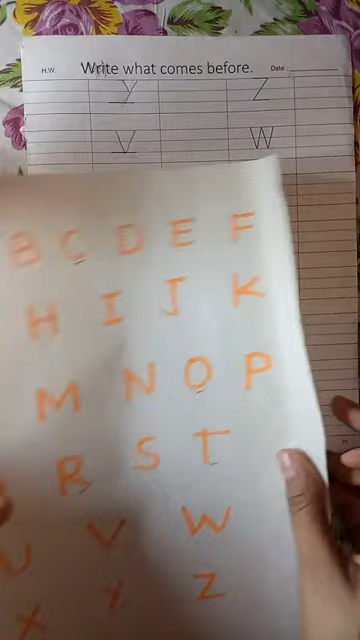 H.W. Write what comes before. Date
Y Z
V W
B C D E F
H I J K
M N O P
R S T
U V W
X Y Z